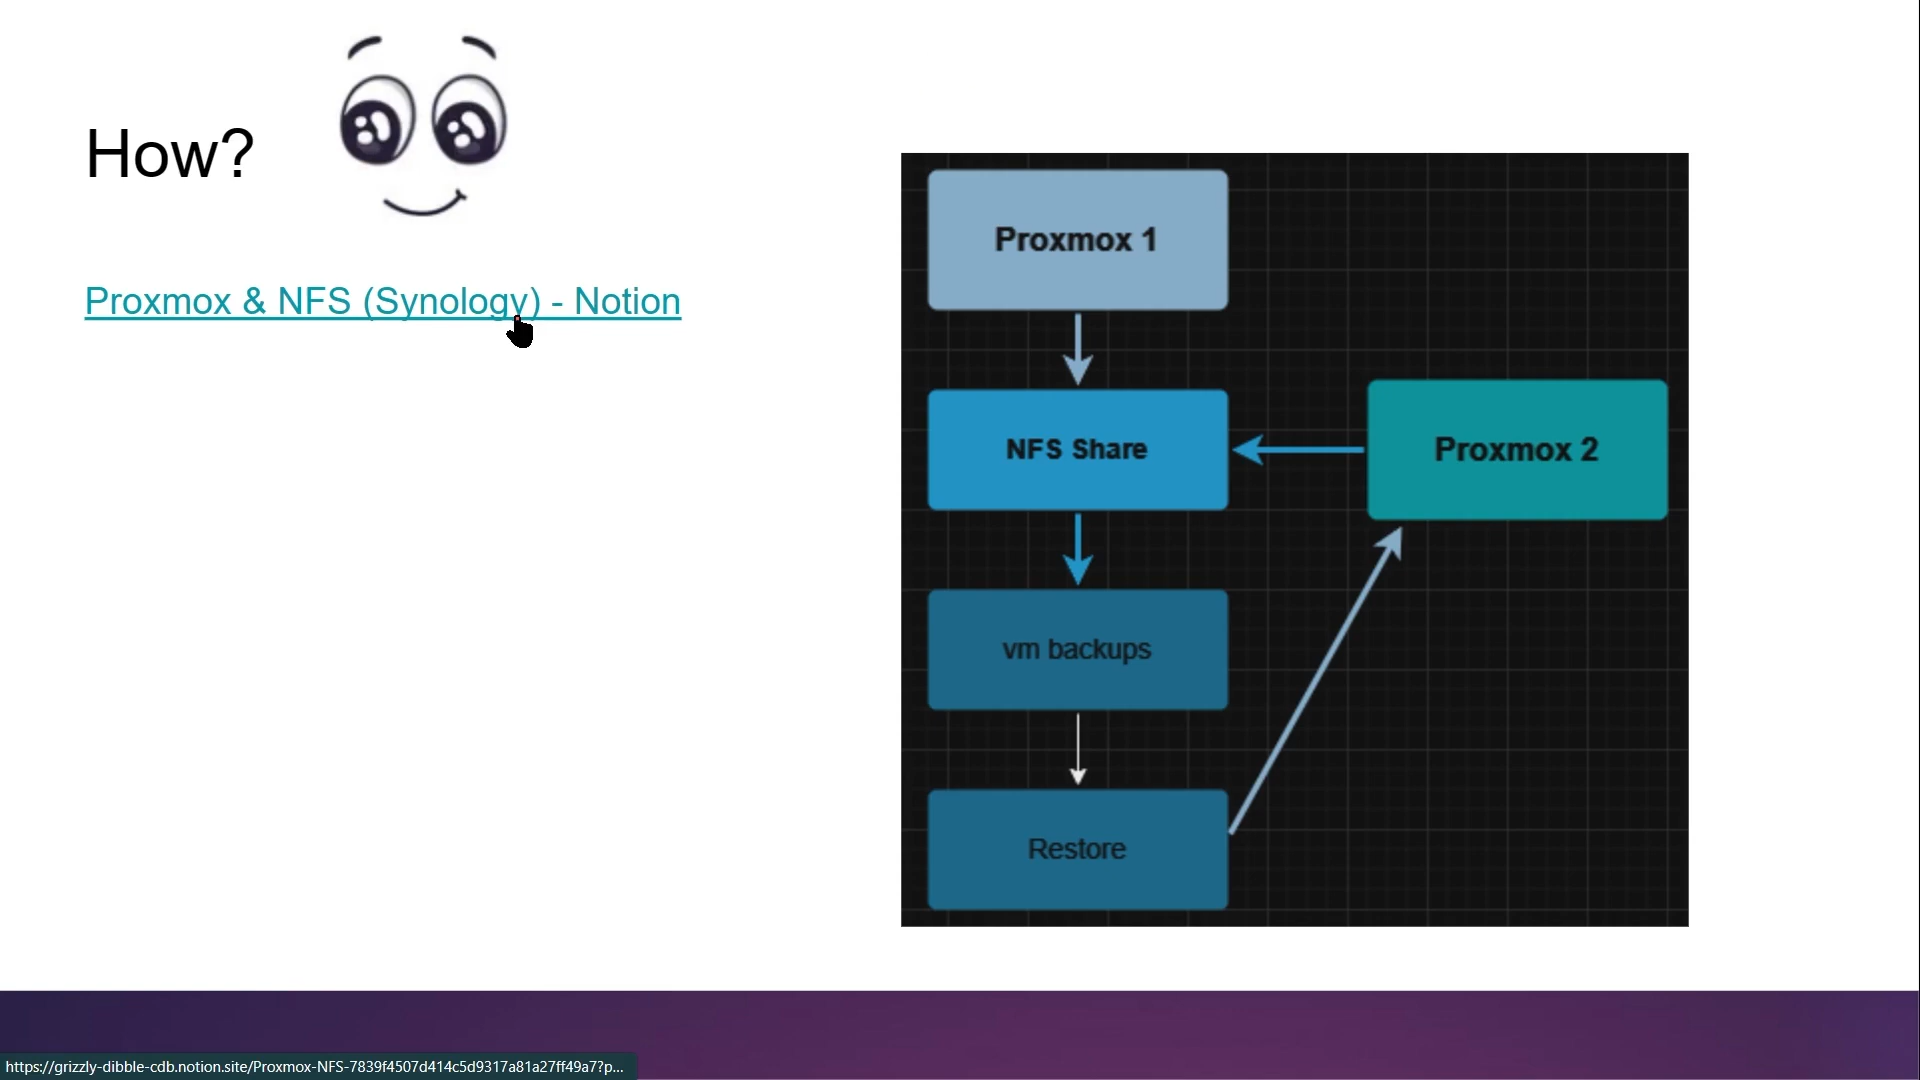 How?
Proxmox & NFS (Synology) - Notion
Proxmox 1
NFS Share
Proxmox 2
vm backups
Restore
https://grizzly-dibble-cdb.notion.site/Proxmox-NFS-7839f4507d414c5d9317a81a27ff49a7?p...